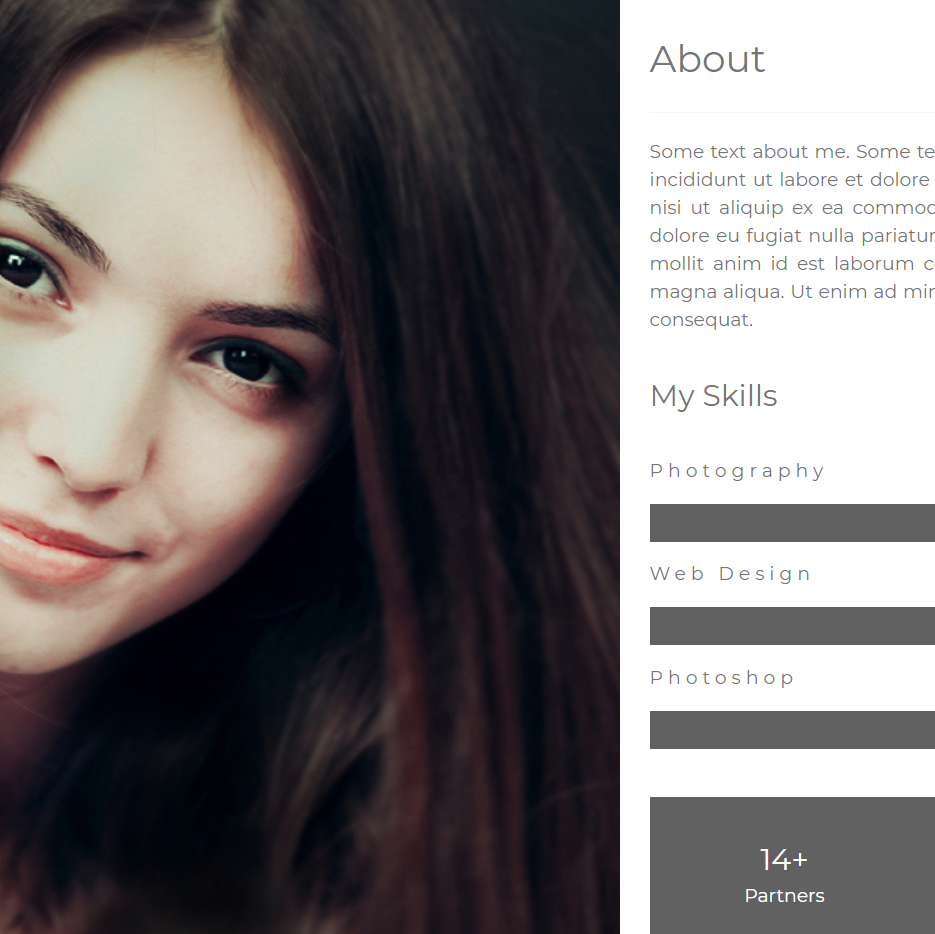 About
Some text about me. Some te
incididunt ut labore et dolore
nisi ut aliquip ex ea commod
dolore eu fugiat nulla pariatur
mollit anim id est laborum c
magna aliqua. Ut enim ad mir
consequat.
My Skills
Photography
Web Design
Photoshop
14+
Partners